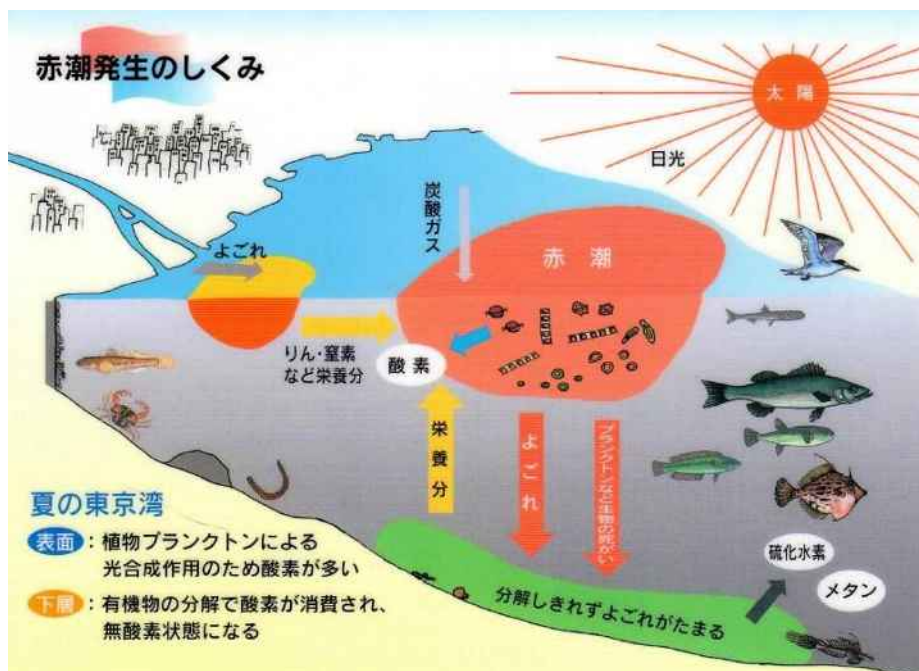 赤潮発生のしくみ
太陽
日光
炭酸ガス
よごれ
赤潮
りん・窒素
など栄養分
酸素
栄養分
よごれ
プランクトンなど生物の死がい
夏の東京湾
表面：植物プランクトンによる
光合成作用のため酸素が多い
下層：有機物の分解で酸素が消費され、
無酸素状態になる
分解しきれずよごれがたまる
硫化水素
メタン